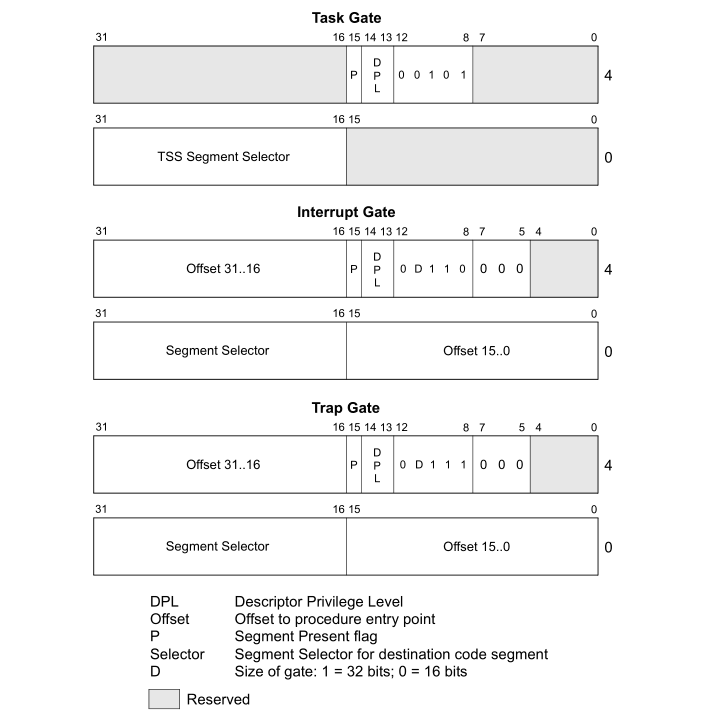 Task Gate
31 16 15 14 13 12 8 7 0
P D P L 0 0 1 0 1 4
31 16 15 0
TSS Segment Selector 0
Interrupt Gate
31 16 15 14 13 12 8 7 5 4 0
Offset 31..16 P D P L 0 D 1 1 0 0 0 0 4
31 16 15 0
Segment Selector Offset 15..0 0
Trap Gate
31 16 15 14 13 12 8 7 5 4 0
Offset 31..16 P D P L 0 D 1 1 1 0 0 0 4
31 16 15 0
Segment Selector Offset 15..0 0
DPL Descriptor Privilege Level
Offset Offset to procedure entry point
P Segment Present flag
Selector Segment Selector for destination code segment
D Size of gate: 1 = 32 bits; 0 = 16 bits
Reserved